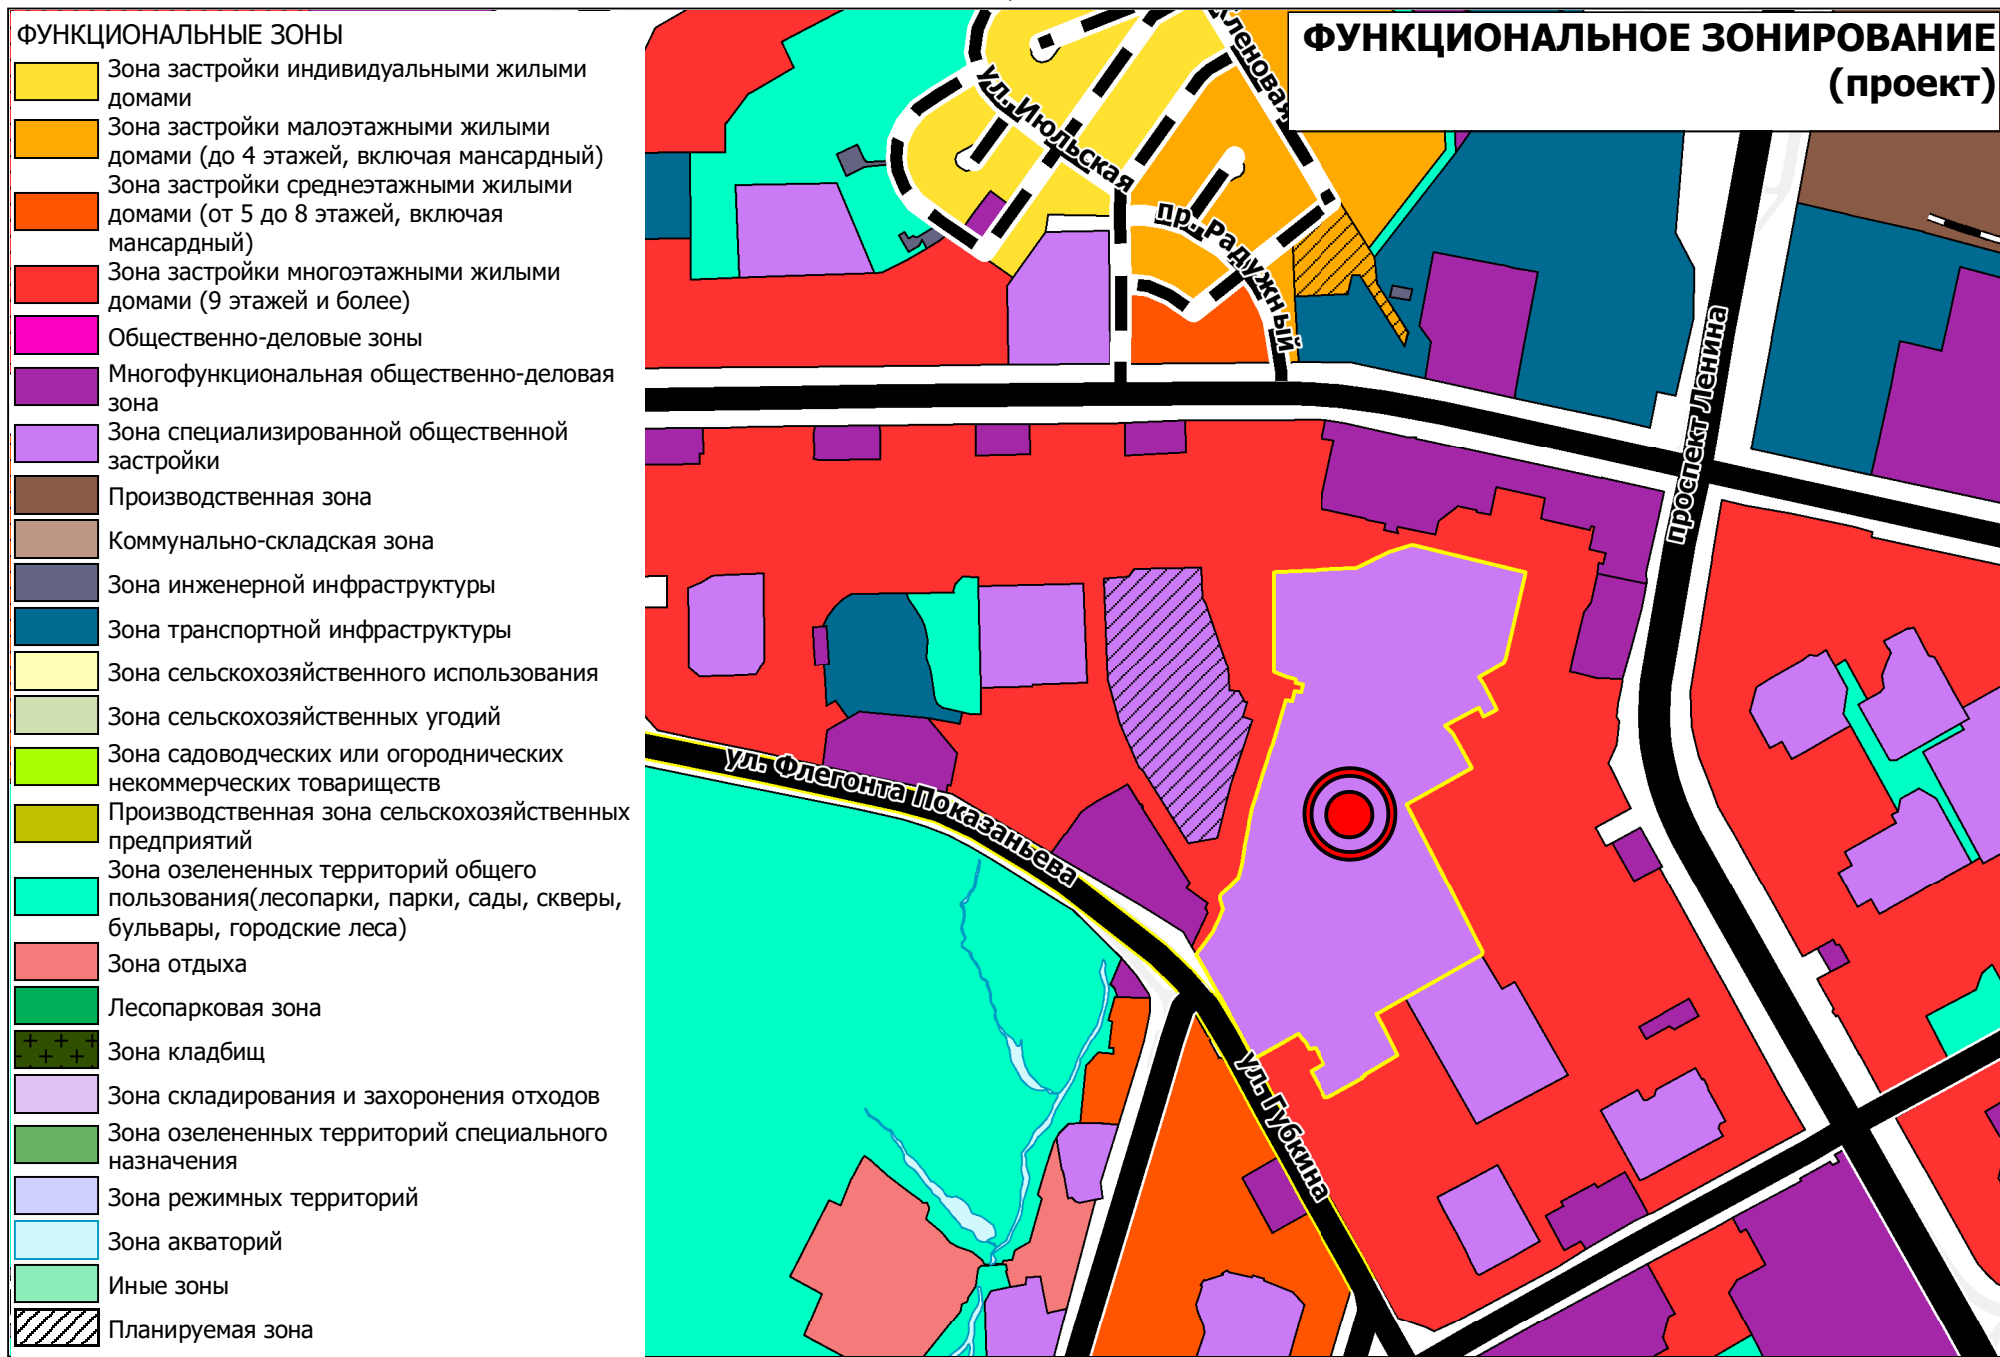 ФУНКЦИОНАЛЬНЫЕ ЗОНЫ
Зона застройки индивидуальными жилыми
домами
Зона застройки малоэтажными жилыми
домами (до 4 этажей, включая мансардный)
Зона застройки среднеэтажными жилыми
домами (от 5 до 8 этажей, включая
мансардный)
Зона застройки многоэтажными жилыми
домами (9 этажей и более)
Общественно-деловые зоны
Многофункциональная общественно-деловая
зона
Зона специализированной общественной
застройки
Производственная зона
Коммунально-складская зона
Зона инженерной инфраструктуры
Зона транспортной инфраструктуры
Зона сельскохозяйственного использования
Зона сельскохозяйственных угодий
Зона садоводческих или огороднических
некоммерческих товариществ
Производственная зона сельскохозяйственных
предприятий
Зона озелененных территорий общего
пользования(лесопарки, парки, сады, скверы,
бульвары, городские леса)
Зона отдыха
Лесопарковая зона
Зона кладбищ
Зона складирования и захоронения отходов
Зона озелененных территорий специального
назначения
Зона режимных территорий
Зона акваторий
Иные зоны
Планируемая зона
ФУНКЦИОНАЛЬНОЕ ЗОНИРОВАНИЕ
(проект)
Кленовая
ул. Июльская
пр. Радужный
проспект Ленина
ул. Флегонта Показаньева
ул. Губкина